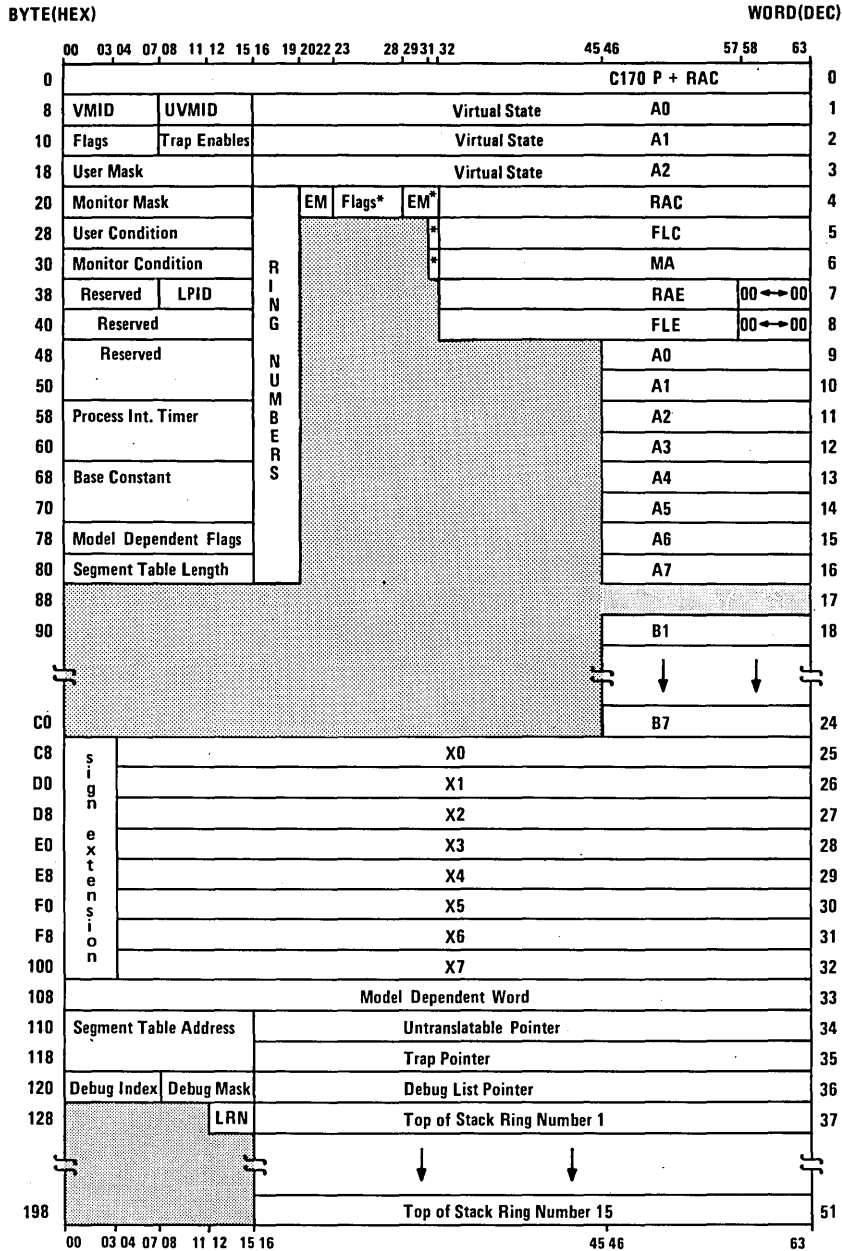 BYTE(HEX) WORD(DEC)
00 03 04 07 08 11 12 15 16 19 20 22 23 28 29 31 32 45 46 57 58 63
0 C170 P + RAC 0
8 VMID UVMID Virtual State A0 1
10 Flags Trap Enables Virtual State A1 2
18 User Mask Virtual State A2 3
20 Monitor Mask EM Flags* EM* RAC 4
28 User Condition * FLC 5
30 Monitor Condition * MA 6
38 Reserved LPID RAE 00↔00 7
40 Reserved FLE 00↔00 8
48 Reserved A0 9
50 A1 10
58 Process Int. Timer A2 11
60 A3 12
68 Base Constant A4 13
70 A5 14
78 Model Dependent Flags A6 15
80 Segment Table Length A7 16
RING NUMBERS
88 17
90 B1 18
C0 B7 24
C8 X0 25
D0 X1 26
D8 X2 27
E0 X3 28
E8 X4 29
F0 X5 30
F8 X6 31
100 X7 32
sign extension
108 Model Dependent Word 33
110 Segment Table Address Untranslatable Pointer 34
118 Trap Pointer 35
120 Debug Index Debug Mask Debug List Pointer 36
128 LRN Top of Stack Ring Number 1 37
198 Top of Stack Ring Number 15 51
00 03 04 07 08 11 12 15 16 45 46 63